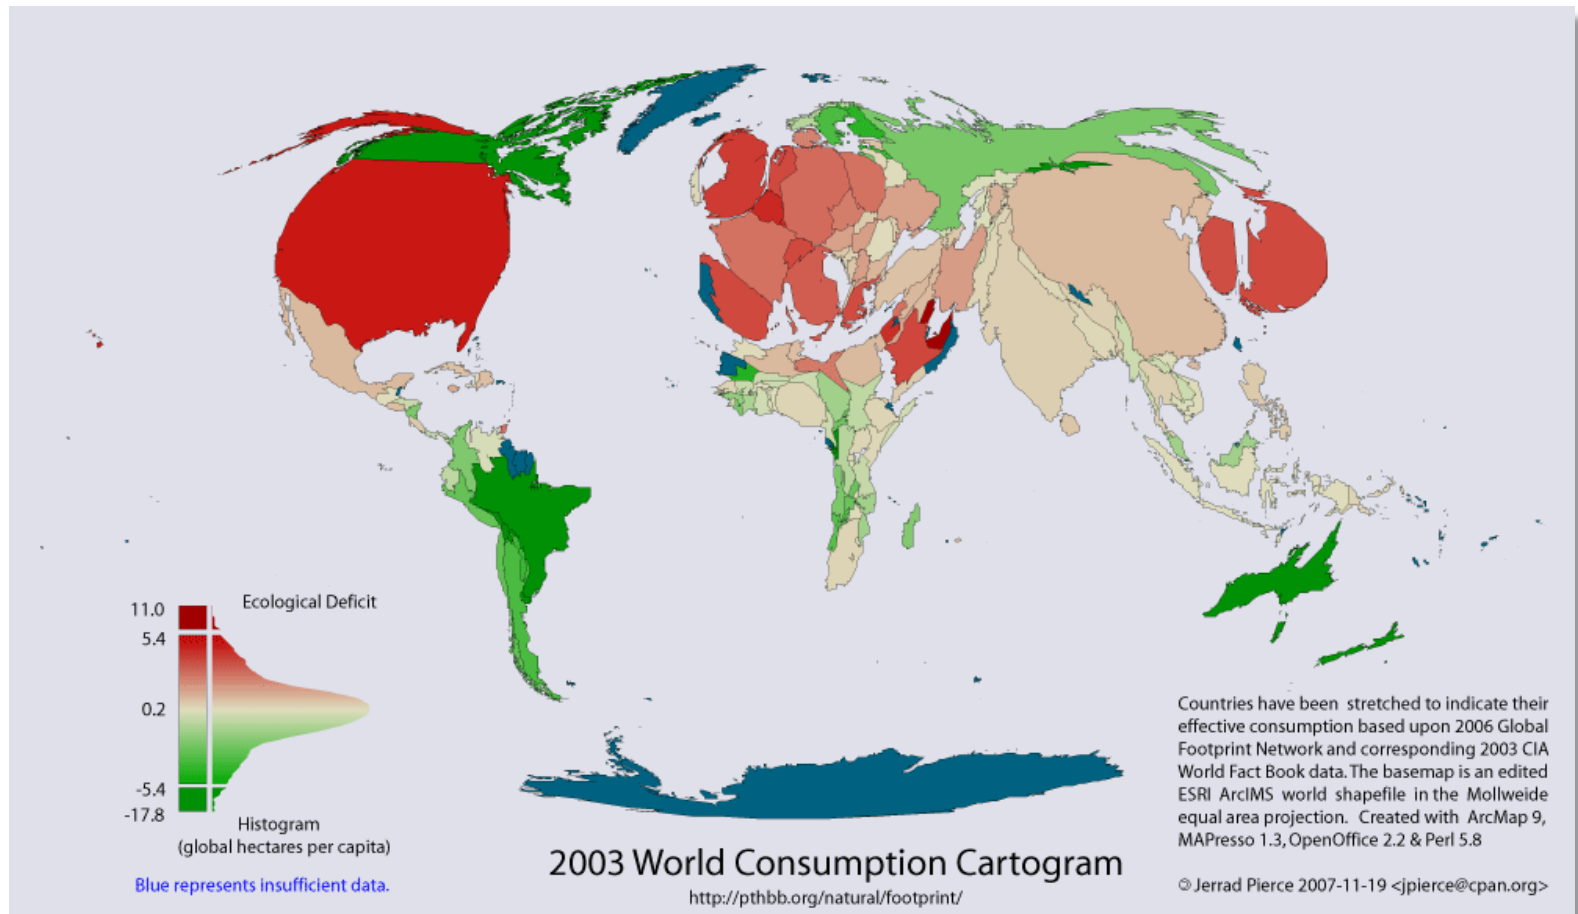 11.0
5.4
0.2
-5.4
-17.8
Ecological Deficit
Histogram
(global hectares per capita)
Blue represents insufficient data.
2003 World Consumption Cartogram
http://pthbb.org/natural/footprint/
Countries have been stretched to indicate their
effective consumption based upon 2006 Global
Footprint Network and corresponding 2003 CIA
World Fact Book data. The basemap is an edited
ESRI ArcIMS world shapefile in the Mollweide
equal area projection. Created with ArcMap 9,
MAPresso 1.3, OpenOffice 2.2 & Perl 5.8
© Jerrad Pierce 2007-11-19 <jpierce@cpan.org>